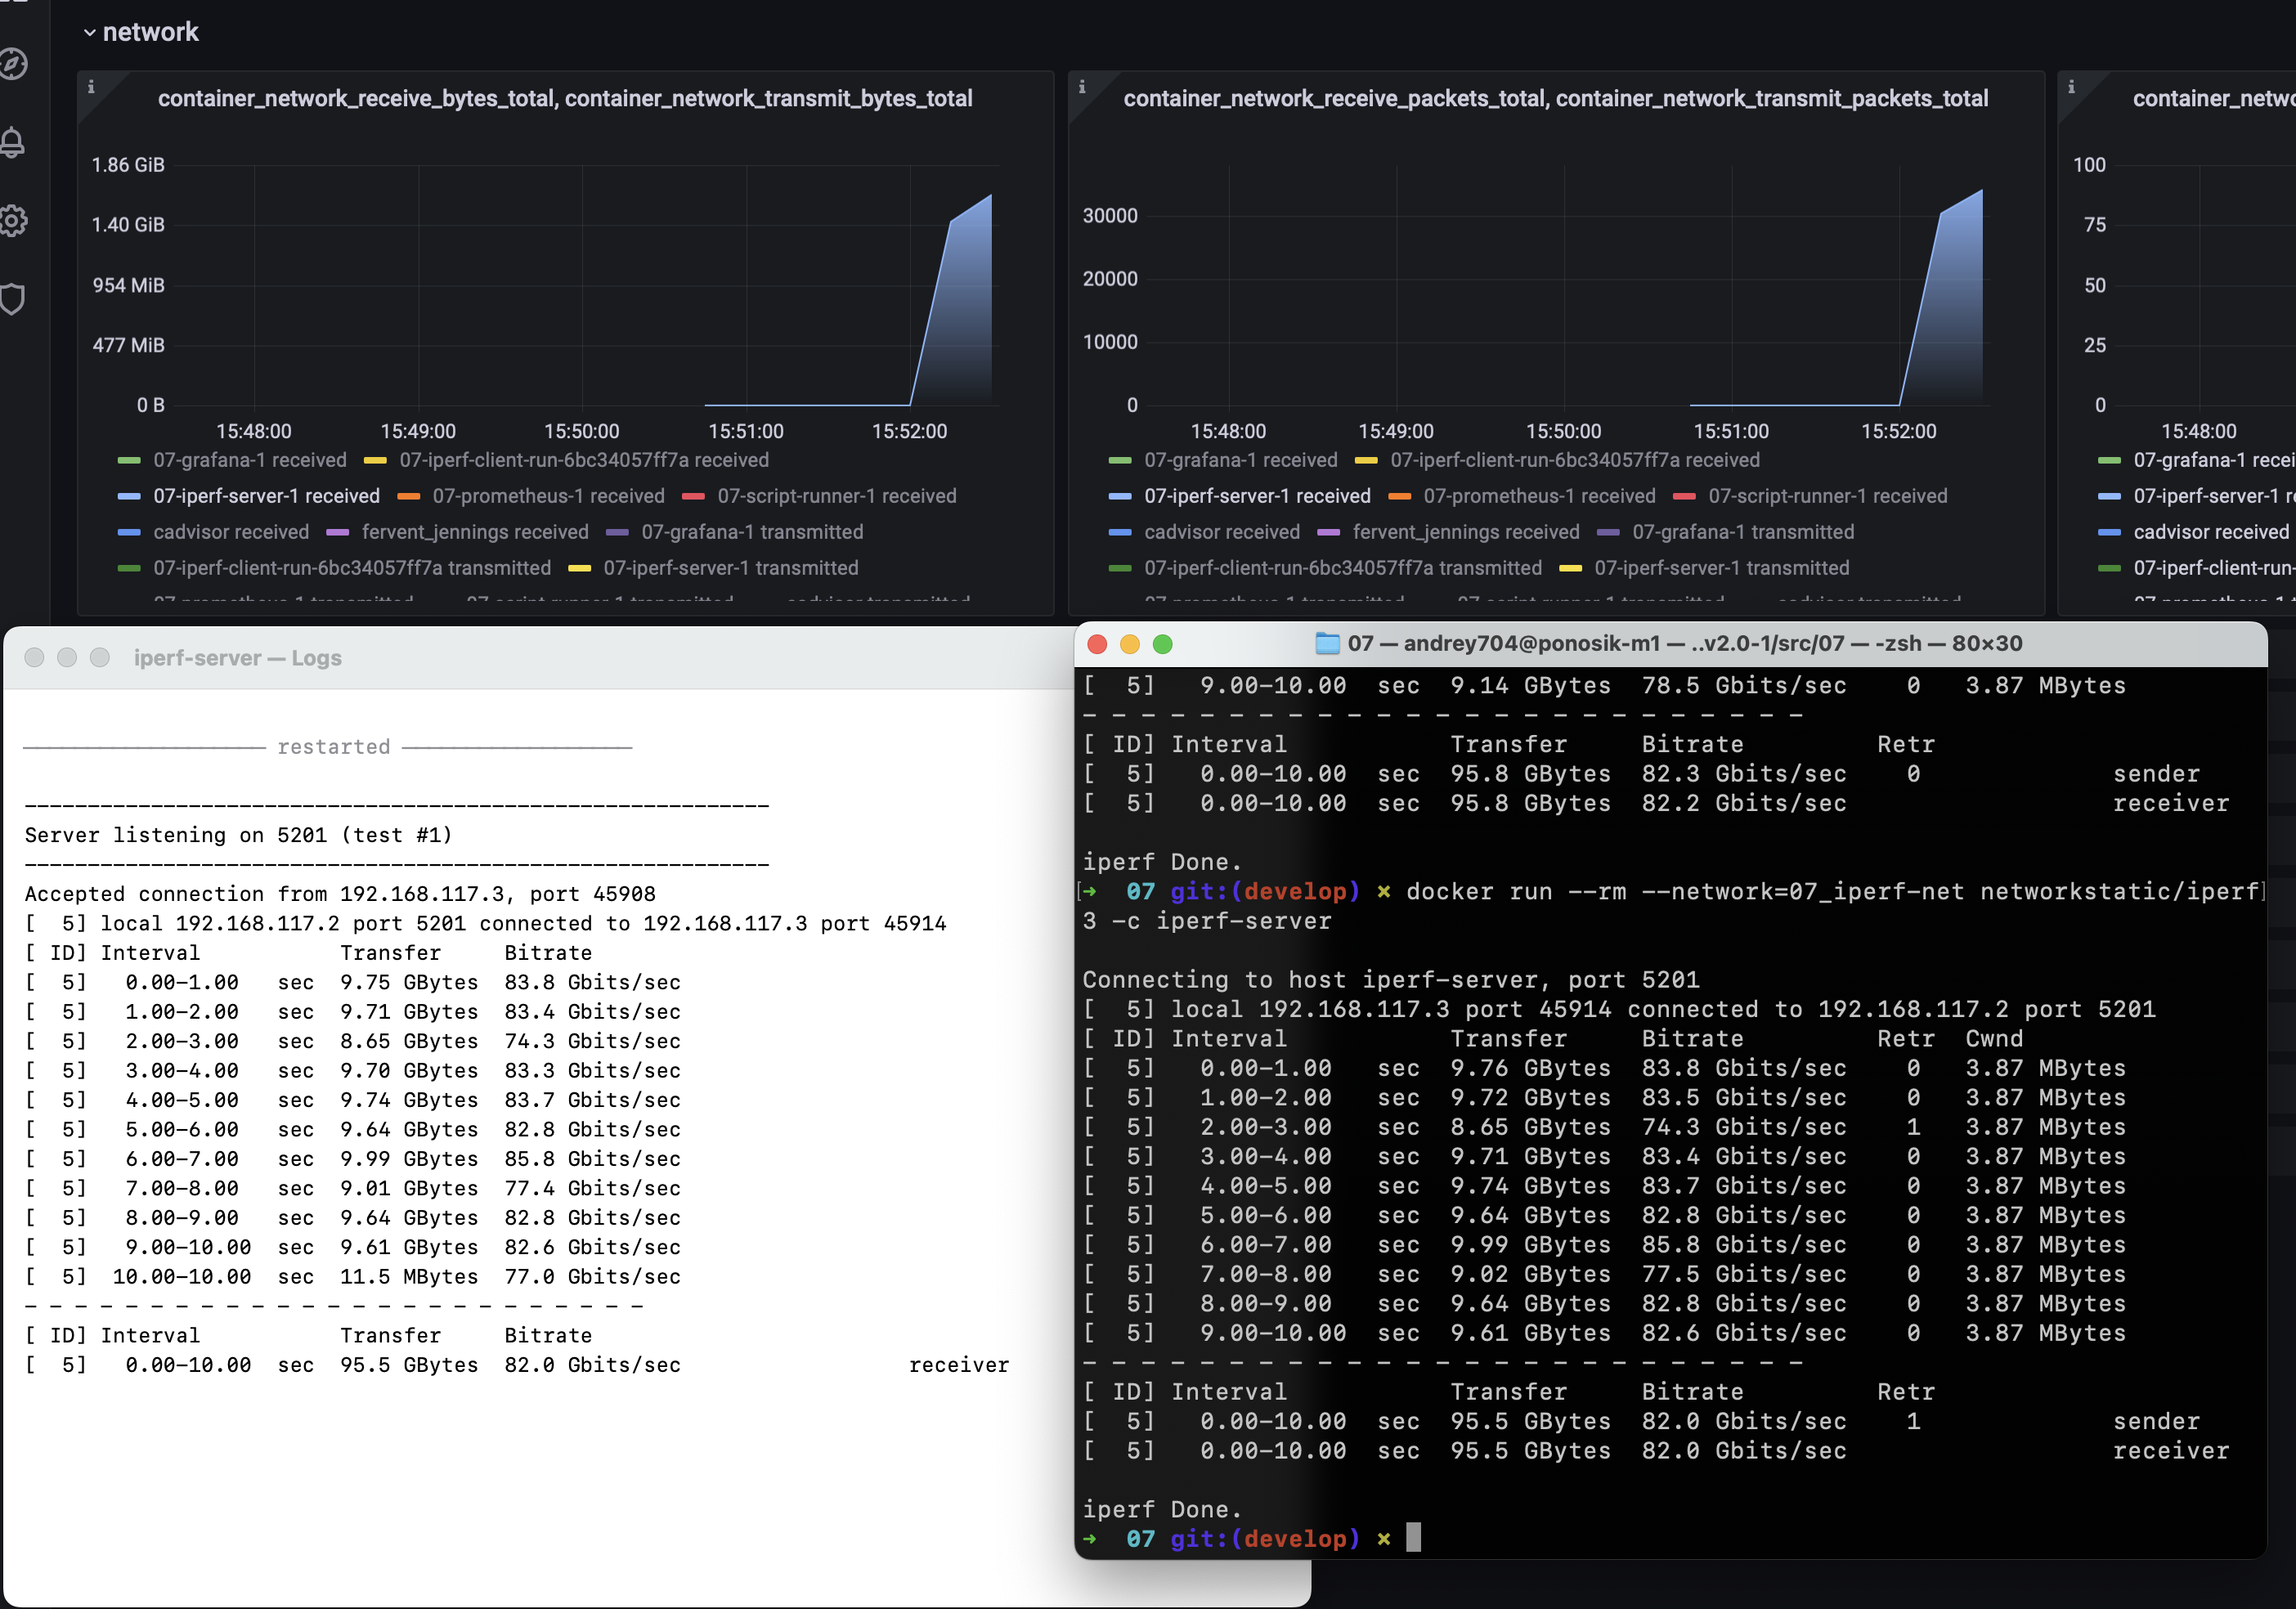 network
container_network_receive_bytes_total, container_network_transmit_bytes_total
1.86 GiB
1.40 GiB
954 MiB
477 MiB
0 B
15:48:00 15:49:00 15:50:00 15:51:00 15:52:00
07-grafana-1 received 07-iperf-client-run-6bc34057ff7a received
07-iperf-server-1 received 07-prometheus-1 received 07-script-runner-1 received
cadvisor received fervent_jennings received 07-grafana-1 transmitted
07-iperf-client-run-6bc34057ff7a transmitted 07-iperf-server-1 transmitted
07-prometheus-1 transmitted 07-script-runner-1 transmitted cadvisor transmitted
container_network_receive_packets_total, container_network_transmit_packets_total
30000
20000
10000
0
15:48:00 15:49:00 15:50:00 15:51:00 15:52:00
07-grafana-1 received 07-iperf-client-run-6bc34057ff7a received
07-iperf-server-1 received 07-prometheus-1 received 07-script-runner-1 received
cadvisor received fervent_jennings received 07-grafana-1 transmitted
07-iperf-client-run-6bc34057ff7a transmitted 07-iperf-server-1 transmitted
07-prometheus-1 transmitted 07-script-runner-1 transmitted cadvisor transmitted
container_netwo
100
75
50
25
0
15:48:00
07-grafana-1 recei
07-iperf-server-1 r
cadvisor received
07-iperf-client-run-
07-prometheus-1 t
iperf-server — Logs
restarted
-----------------------------------------------------------
Server listening on 5201 (test #1)
-----------------------------------------------------------
Accepted connection from 192.168.117.3, port 45908
[  5] local 192.168.117.2 port 5201 connected to 192.168.117.3 port 45914
[ ID] Interval           Transfer     Bitrate
[  5]   0.00-1.00   sec  9.75 GBytes  83.8 Gbits/sec
[  5]   1.00-2.00   sec  9.71 GBytes  83.4 Gbits/sec
[  5]   2.00-3.00   sec  8.65 GBytes  74.3 Gbits/sec
[  5]   3.00-4.00   sec  9.70 GBytes  83.3 Gbits/sec
[  5]   4.00-5.00   sec  9.74 GBytes  83.7 Gbits/sec
[  5]   5.00-6.00   sec  9.64 GBytes  82.8 Gbits/sec
[  5]   6.00-7.00   sec  9.99 GBytes  85.8 Gbits/sec
[  5]   7.00-8.00   sec  9.01 GBytes  77.4 Gbits/sec
[  5]   8.00-9.00   sec  9.64 GBytes  82.8 Gbits/sec
[  5]   9.00-10.00  sec  9.61 GBytes  82.6 Gbits/sec
[  5]  10.00-10.00  sec  11.5 MBytes  77.0 Gbits/sec
- - - - - - - - - - - - - - - - - - - - - - - - -
[ ID] Interval           Transfer     Bitrate
[  5]   0.00-10.00  sec  95.5 GBytes  82.0 Gbits/sec                  receiver
07 — andrey704@ponosik-m1 — ..v2.0-1/src/07 — -zsh — 80×30
[  5]   9.00-10.00  sec  9.14 GBytes  78.5 Gbits/sec    0   3.87 MBytes
- - - - - - - - - - - - - - - - - - - - - - - - -
[ ID] Interval           Transfer     Bitrate         Retr
[  5]   0.00-10.00  sec  95.8 GBytes  82.3 Gbits/sec    0             sender
[  5]   0.00-10.00  sec  95.8 GBytes  82.2 Gbits/sec                  receiver
iperf Done.
[➜  07 git:(develop) × docker run --rm --network=07_iperf-net networkstatic/iperf]
3 -c iperf-server
Connecting to host iperf-server, port 5201
[  5] local 192.168.117.3 port 45914 connected to 192.168.117.2 port 5201
[ ID] Interval           Transfer     Bitrate         Retr  Cwnd
[  5]   0.00-1.00   sec  9.76 GBytes  83.8 Gbits/sec    0   3.87 MBytes
[  5]   1.00-2.00   sec  9.72 GBytes  83.5 Gbits/sec    0   3.87 MBytes
[  5]   2.00-3.00   sec  8.65 GBytes  74.3 Gbits/sec    1   3.87 MBytes
[  5]   3.00-4.00   sec  9.71 GBytes  83.4 Gbits/sec    0   3.87 MBytes
[  5]   4.00-5.00   sec  9.74 GBytes  83.7 Gbits/sec    0   3.87 MBytes
[  5]   5.00-6.00   sec  9.64 GBytes  82.8 Gbits/sec    0   3.87 MBytes
[  5]   6.00-7.00   sec  9.99 GBytes  85.8 Gbits/sec    0   3.87 MBytes
[  5]   7.00-8.00   sec  9.02 GBytes  77.5 Gbits/sec    0   3.87 MBytes
[  5]   8.00-9.00   sec  9.64 GBytes  82.8 Gbits/sec    0   3.87 MBytes
[  5]   9.00-10.00  sec  9.61 GBytes  82.6 Gbits/sec    0   3.87 MBytes
- - - - - - - - - - - - - - - - - - - - - - - - -
[ ID] Interval           Transfer     Bitrate         Retr
[  5]   0.00-10.00  sec  95.5 GBytes  82.0 Gbits/sec    1             sender
[  5]   0.00-10.00  sec  95.5 GBytes  82.0 Gbits/sec                  receiver
iperf Done.
➜  07 git:(develop) ×